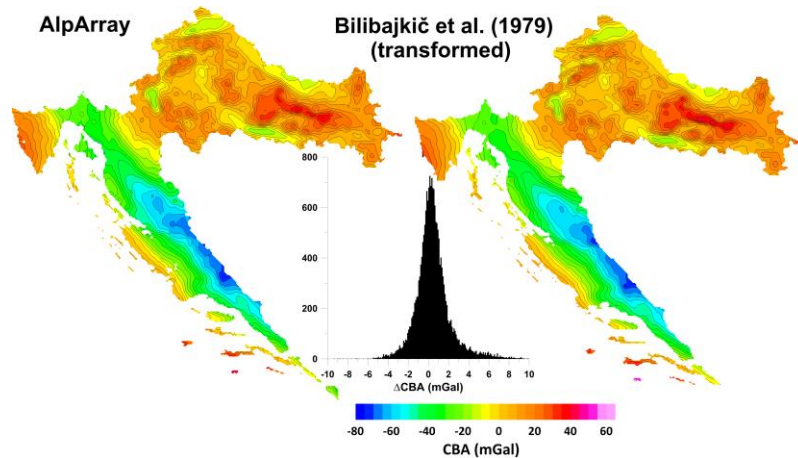 AlpArray
Bilibajkič et al. (1979)
(transformed)
800
600
400
200
0
-10 -8 -6 -4 -2 0 2 4 6 8 10
ΔCBA (mGal)
-80 -60 -40 -20 0 20 40 60
CBA (mGal)